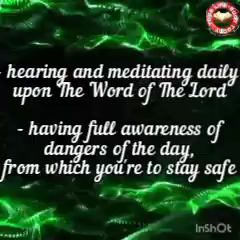 - hearing and meditating daily
upon The Word of The Lord
- having full awareness of
dangers of the day,
from which you're to stay safe
InShOt